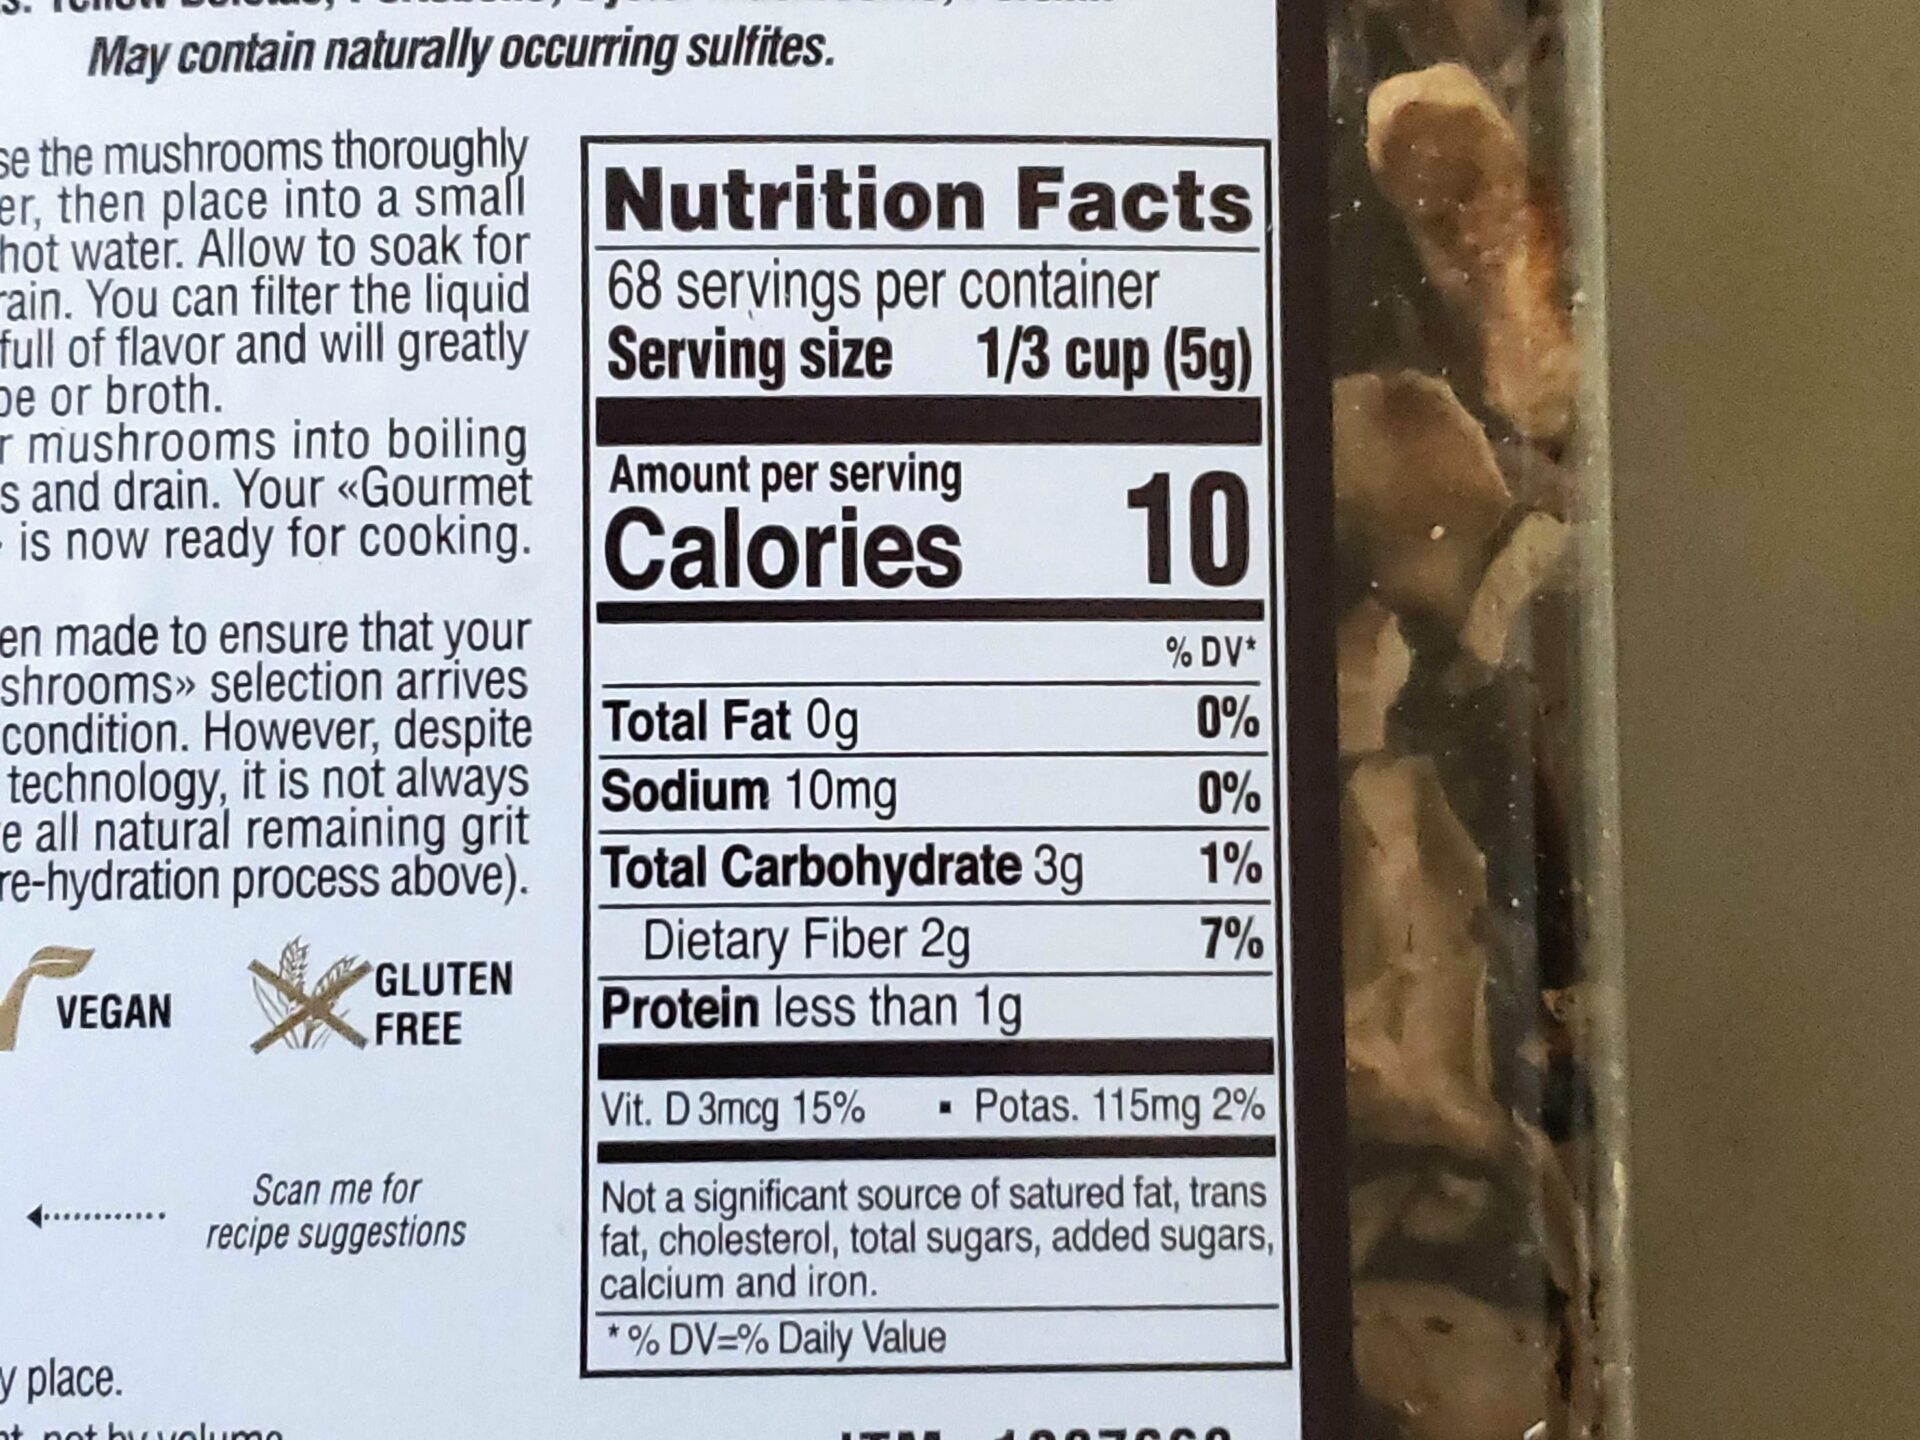 May contain naturally occurring sulfites.
se the mushrooms thoroughly
er, then place into a small
hot water. Allow to soak for
rain. You can filter the liquid
full of flavor and will greatly
pe or broth.
r mushrooms into boiling
s and drain. Your «Gourmet
is now ready for cooking.
en made to ensure that your
shrooms» selection arrives
condition. However, despite
technology, it is not always
e all natural remaining grit
re-hydration process above).
VEGAN
GLUTEN
FREE
Scan me for
recipe suggestions
y place.
not by volume
Nutrition Facts
68 servings per container
Serving size 1/3 cup (5g)
Amount per serving
Calories 10
% DV*
Total Fat 0g 0%
Sodium 10mg 0%
Total Carbohydrate 3g 1%
Dietary Fiber 2g 7%
Protein less than 1g
Vit. D 3mcg 15% ▪ Potas. 115mg 2%
Not a significant source of satured fat, trans
fat, cholesterol, total sugars, added sugars,
calcium and iron.
* % DV=% Daily Value